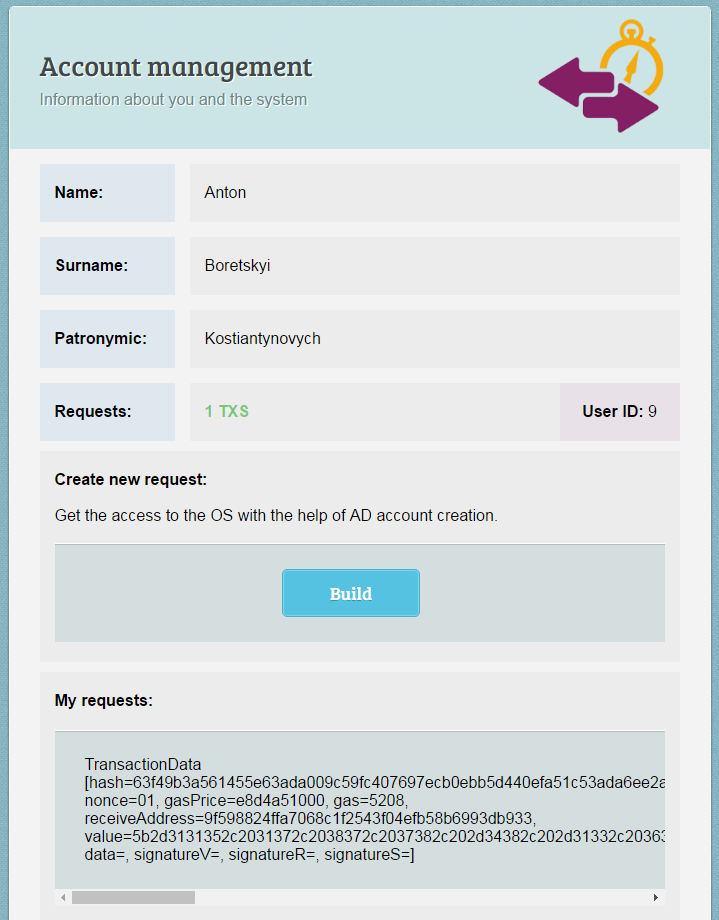 Account management
Information about you and the system
Name: Anton
Surname: Boretskyi
Patronymic: Kostiantynovych
Requests: 1 TXS User ID: 9
Create new request:
Get the access to the OS with the help of AD account creation.
Build
My requests:
TransactionData
[hash=63f49b3a561455e63ada009c59fc407697ecb0ebb5d440efa51c53ada6ee2a
nonce=01, gasPrice=e8d4a51000, gas=5208,
receiveAddress=9f598824ffa7068c1f2543f04efb58b6993db933,
value=5b2d3131352c2031372c2038372c2037382c202d34382c202d31332c20363
data=, signatureV=, signatureR=, signatureS=]